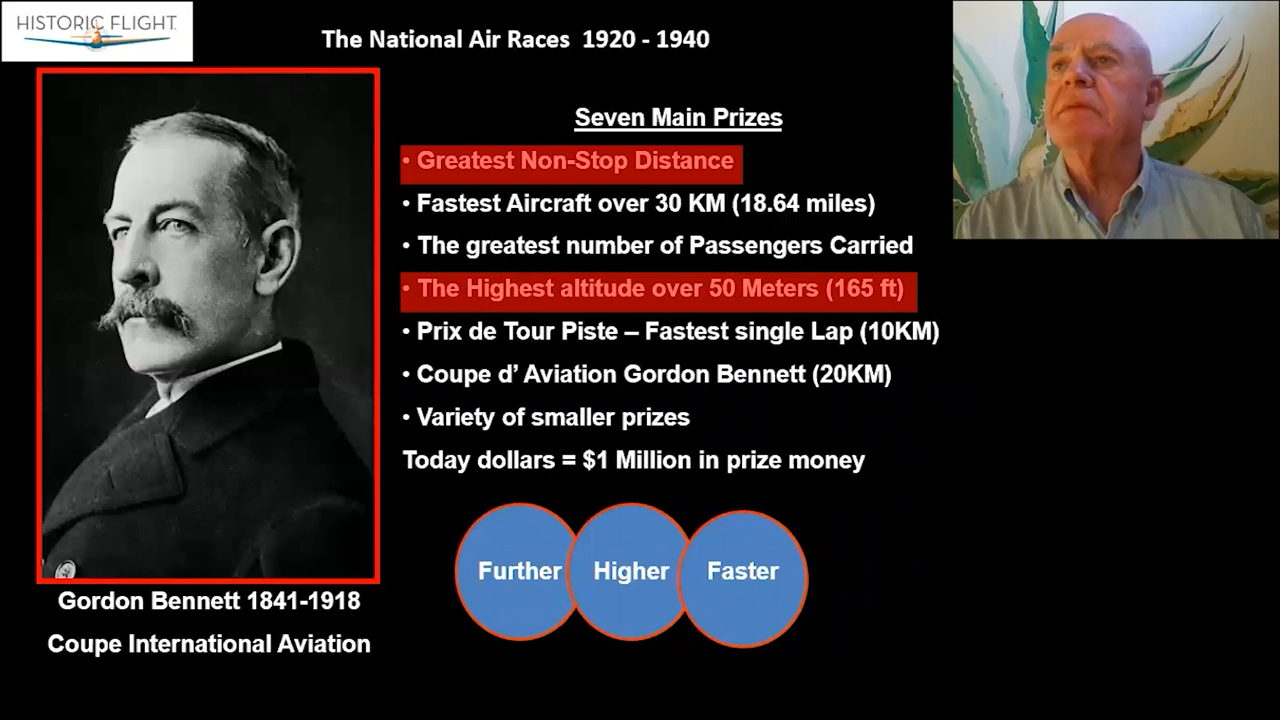 HISTORIC FLIGHT
The National Air Races 1920 - 1940
Seven Main Prizes
• Greatest Non-Stop Distance
• Fastest Aircraft over 30 KM (18.64 miles)
• The greatest number of Passengers Carried
• The Highest altitude over 50 Meters (165 ft)
• Prix de Tour Piste – Fastest single Lap (10KM)
• Coupe d’ Aviation Gordon Bennett (20KM)
• Variety of smaller prizes
Today dollars = $1 Million in prize money
Further Higher Faster
Gordon Bennett 1841-1918
Coupe International Aviation